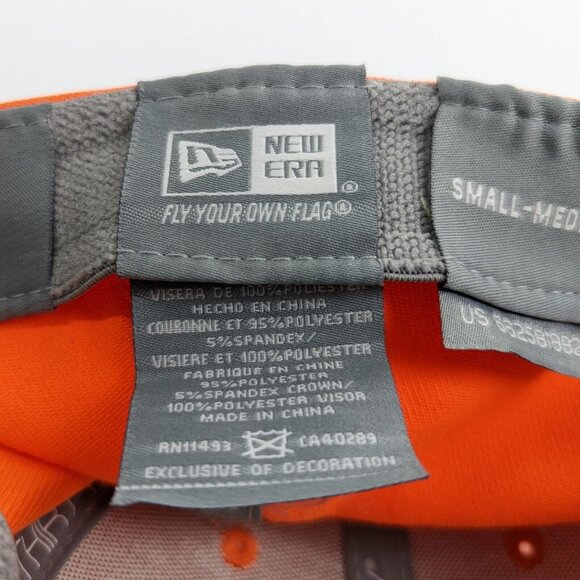 NEW
ERA
®
FLY YOUR OWN FLAG®
SMALL-MED
VISERA DE 100% POLIESTER
HECHO EN CHINA
COURONNE ET 95% POLYESTER
5% SPANDEX/
VISIERE ET 100% POLYESTER
FABRIQUE EN CHINE
95% POLYESTER
5% SPANDEX CROWN/
100% POLYESTER VISOR
MADE IN CHINA
RN11493 CA40289
EXCLUSIVE OF DECORATION
US